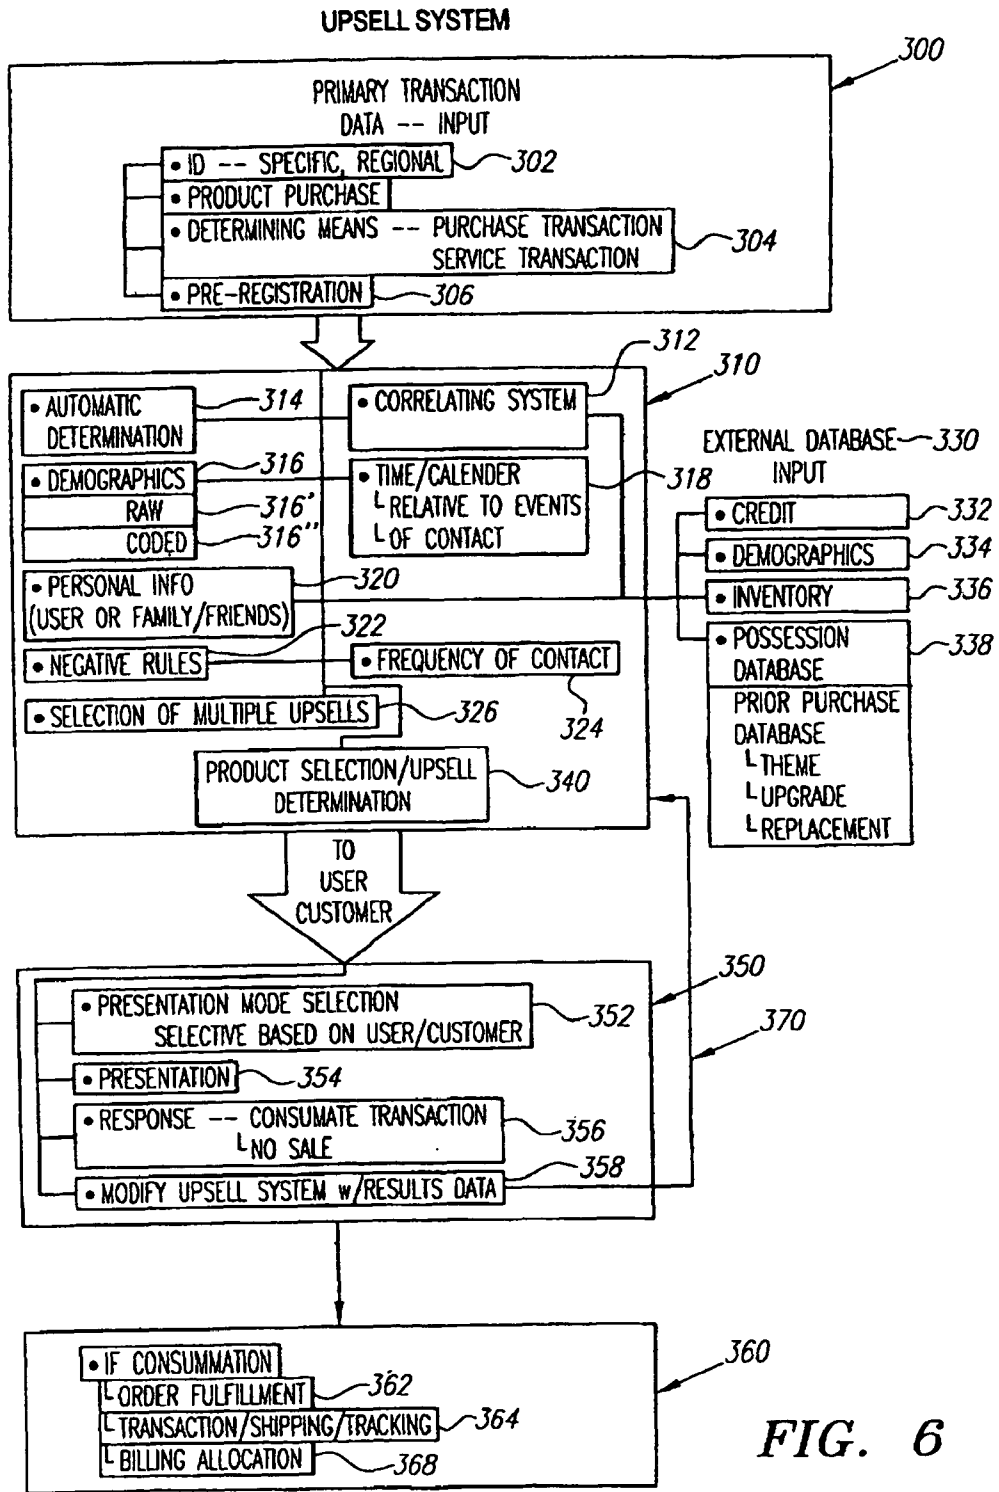 UPSELL SYSTEM
300
PRIMARY TRANSACTION
DATA -- INPUT
• ID -- SPECIFIC, REGIONAL
302
• PRODUCT PURCHASE
• DETERMINING MEANS -- PURCHASE TRANSACTION
SERVICE TRANSACTION
304
• PRE-REGISTRATION
306
310
• AUTOMATIC
DETERMINATION
314
• CORRELATING SYSTEM
312
• DEMOGRAPHICS
316
RAW
316'
CODED
316''
• TIME/CALENDER
RELATIVE TO EVENTS
OF CONTACT
318
• PERSONAL INFO
(USER OR FAMILY/FRIENDS)
320
• NEGATIVE RULES
322
• FREQUENCY OF CONTACT
324
• SELECTION OF MULTIPLE UPSELLS
326
PRODUCT SELECTION/UPSELL
DETERMINATION
340
EXTERNAL DATABASE
INPUT
330
• CREDIT
332
• DEMOGRAPHICS
334
• INVENTORY
336
• POSSESSION
DATABASE
338
PRIOR PURCHASE
DATABASE
THEME
UPGRADE
REPLACEMENT
TO
USER
CUSTOMER
350
370
• PRESENTATION MODE SELECTION
SELECTIVE BASED ON USER/CUSTOMER
352
• PRESENTATION
354
• RESPONSE -- CONSUMATE TRANSACTION
NO SALE
356
• MODIFY UPSELL SYSTEM w/RESULTS DATA
358
360
• IF CONSUMMATION
ORDER FULFILLMENT
362
TRANSACTION/SHIPPING/TRACKING
364
BILLING ALLOCATION
368
FIG. 6